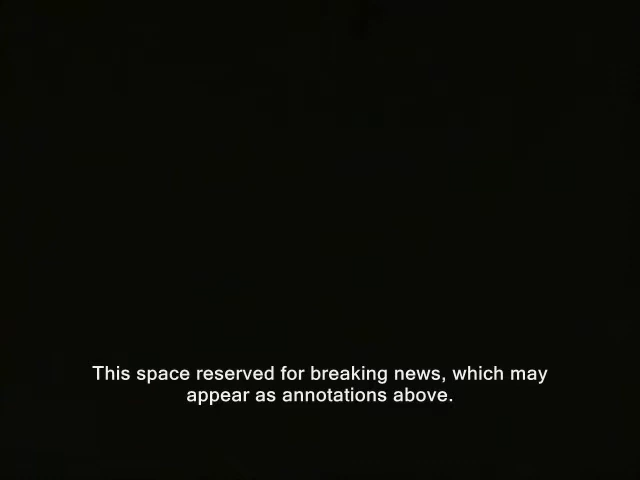 This space reserved for breaking news, which may
appear as annotations above.